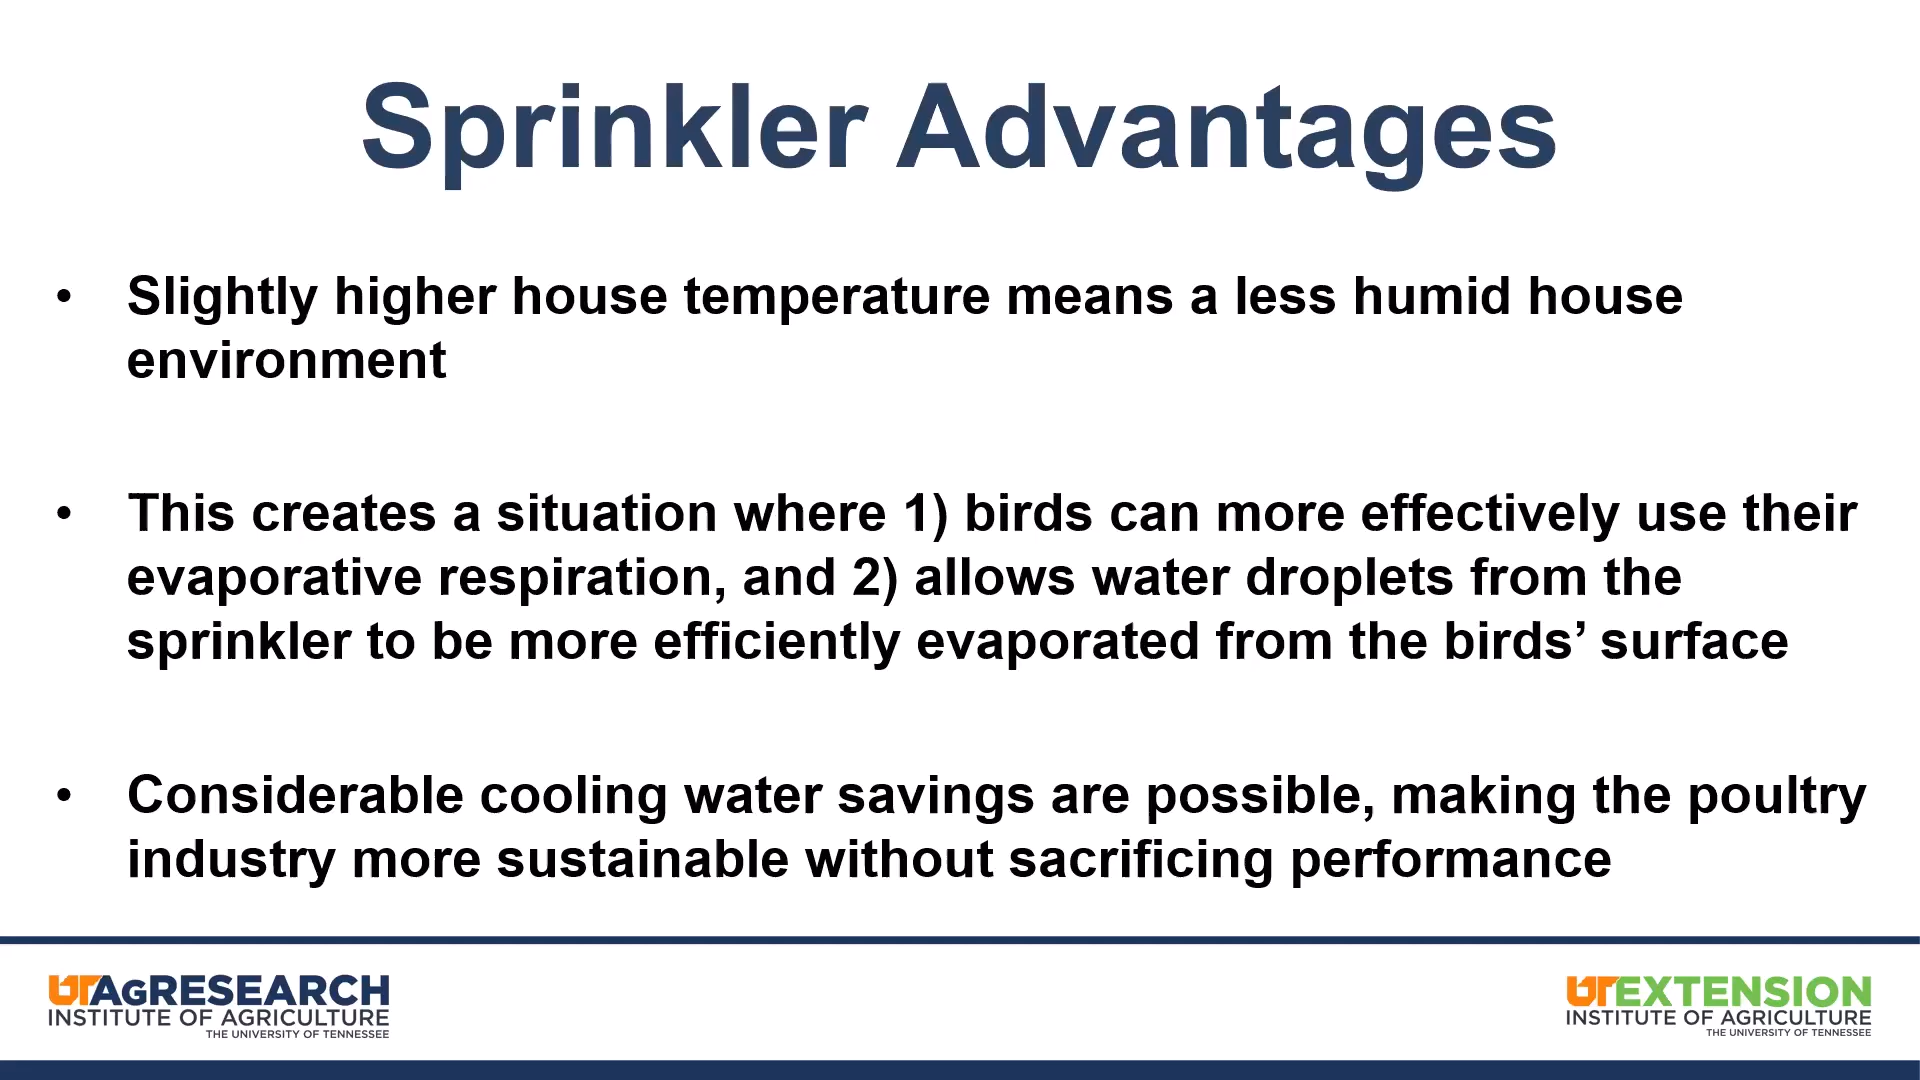 Sprinkler Advantages
• Slightly higher house temperature means a less humid house
environment
• This creates a situation where 1) birds can more effectively use their
evaporative respiration, and 2) allows water droplets from the
sprinkler to be more efficiently evaporated from the birds’ surface
• Considerable cooling water savings are possible, making the poultry
industry more sustainable without sacrificing performance
UTAGRESEARCH
INSTITUTE OF AGRICULTURE
THE UNIVERSITY OF TENNESSEE
UTEXTENSION
INSTITUTE OF AGRICULTURE
THE UNIVERSITY OF TENNESSEE